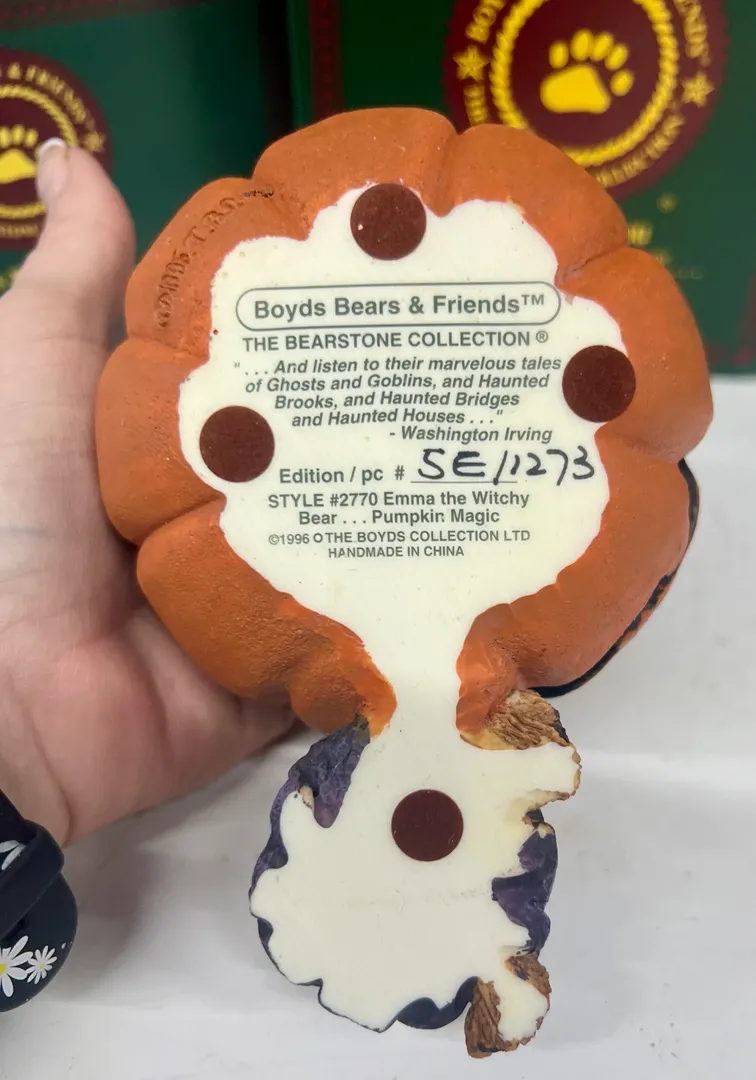 Boyds Bears & Friends™
THE BEARSTONE COLLECTION ®
"... And listen to their marvelous tales
of Ghosts and Goblins, and Haunted
Brooks, and Haunted Bridges
and Haunted Houses ..."
- Washington Irving
Edition / pc # 5E/1273
STYLE #2770 Emma the Witchy
Bear ... Pumpkin Magic
©1996 THE BOYDS COLLECTION LTD
HANDMADE IN CHINA